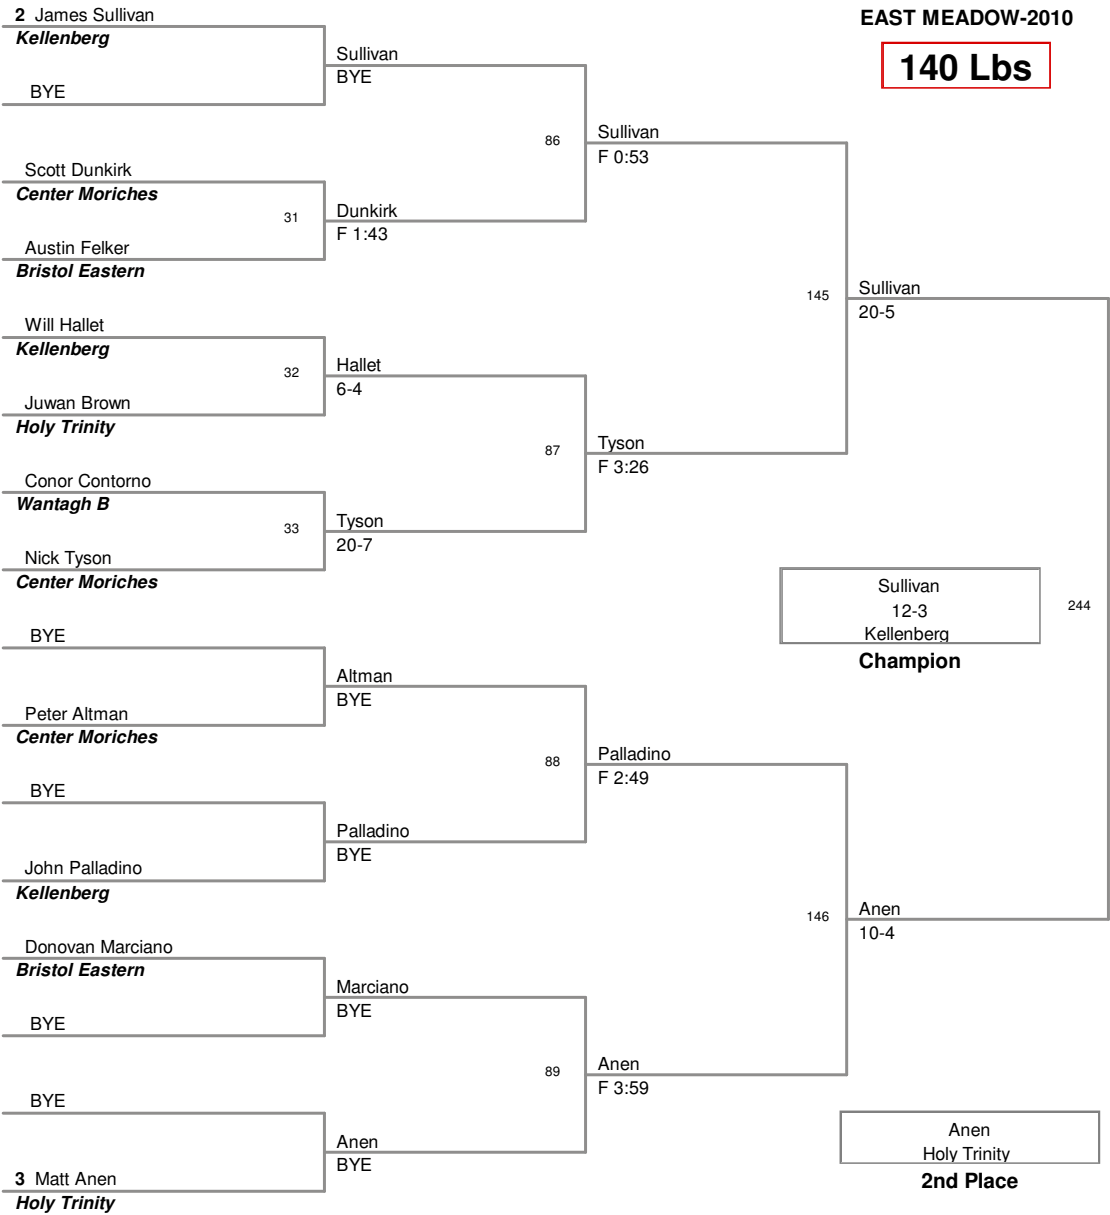 2 James Sullivan
Kellenberg
BYE
Scott Dunkirk
Center Moriches
31
Austin Felker
Bristol Eastern
Will Hallet
Kellenberg
32
Juwan Brown
Holy Trinity
Conor Contorno
Wantagh B
33
Nick Tyson
Center Moriches
BYE
Peter Altman
Center Moriches
BYE
John Palladino
Kellenberg
Donovan Marciano
Bristol Eastern
BYE
BYE
3 Matt Anen
Holy Trinity
Sullivan
BYE
86
Dunkirk
F 1:43
Hallet
6-4
87
Tyson
20-7
Altman
BYE
88
Palladino
BYE
Marciano
BYE
89
Anen
BYE
Sullivan
F 0:53
145
Tyson
F 3:26
Palladino
F 2:49
146
Anen
F 3:59
EAST MEADOW-2010
140 Lbs
Sullivan
20-5
Sullivan
12-3
Kellenberg
Champion
244
Anen
10-4
Anen
Holy Trinity
2nd Place